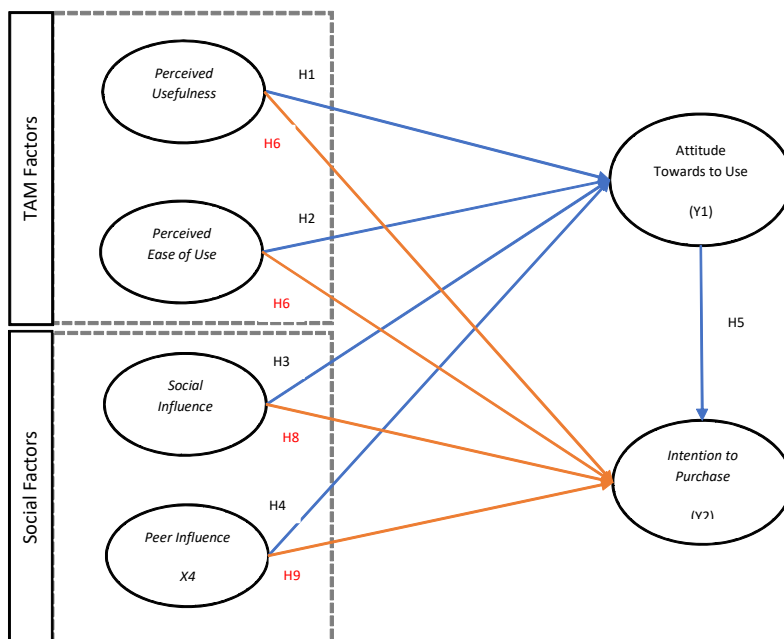 TAM Factors
Perceived
Usefulness
H1
H6
Perceived
Ease of Use
H2
H6
Social Factors
Social
Influence
H3
H8
Peer Influence
X4
H4
H9
Attitude
Towards to Use
(Y1)
H5
Intention to
Purchase
(Y2)